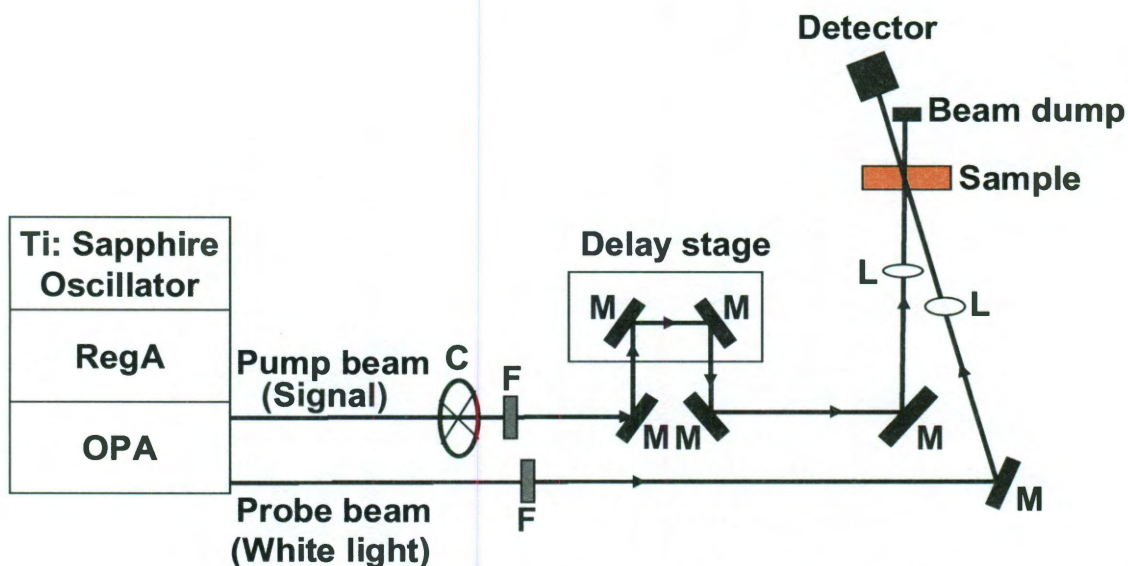 Detector
Beam dump
Sample
Ti: Sapphire
Oscillator
Delay stage
L
L
M
M
RegA
Pump beam
(Signal)
C
F
M
M
M
OPA
F
M
Probe beam
(White light)